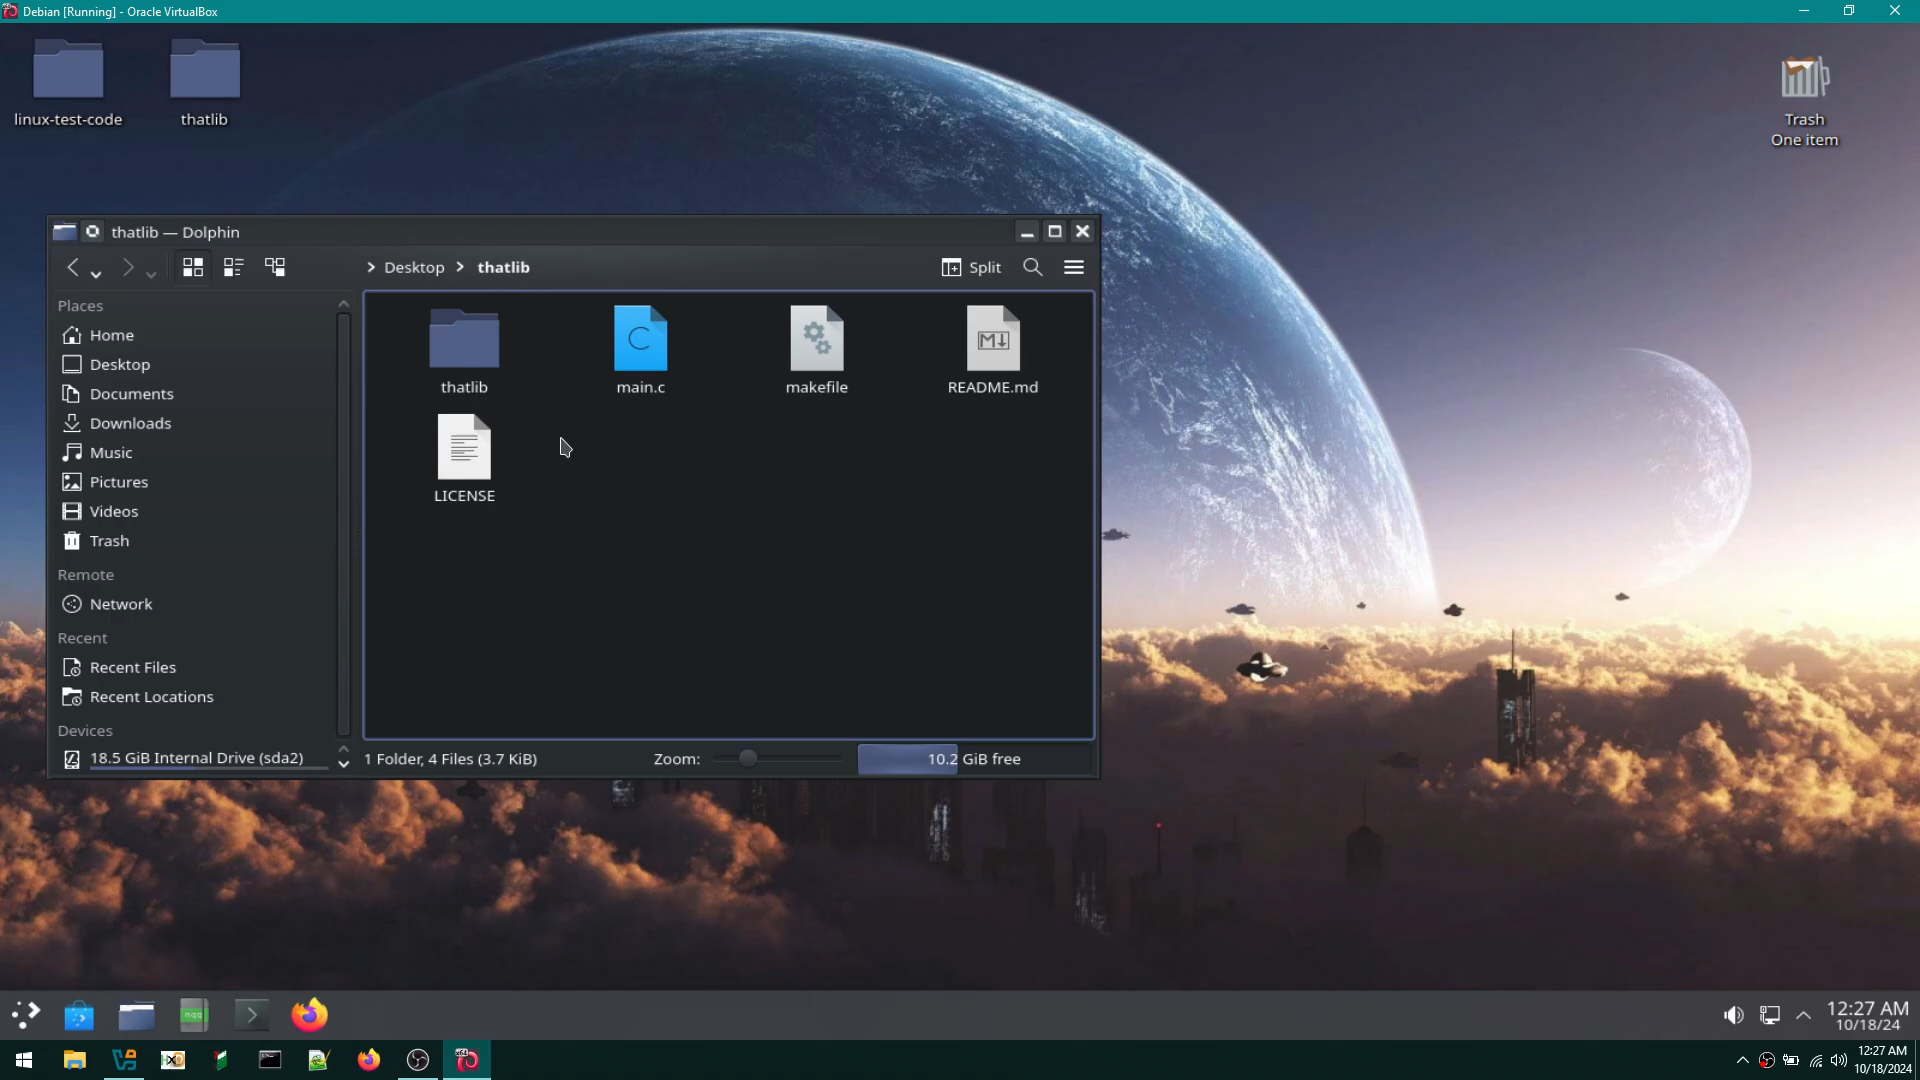 Debian [Running] - Oracle VirtualBox
linux-test-code
thatlib
Trash
One item
thatlib — Dolphin
Desktop
thatlib
Split
Places
Home
Desktop
Documents
Downloads
Music
Pictures
Videos
Trash
Remote
Network
Recent
Recent Files
Recent Locations
Devices
18.5 GiB Internal Drive (sda2)
thatlib
C
main.c
makefile
M↓
README.md
LICENSE
1 Folder, 4 Files (3.7 KiB)
Zoom:
10.2 GiB free
nqq
12:27 AM
10/18/24
12:27 AM
10/18/2024